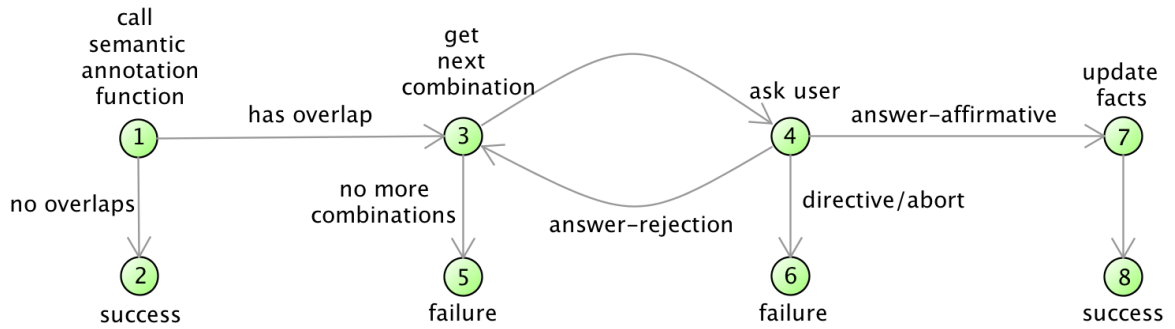 call
semantic
annotation
function
get
next
combination
ask user
update
facts
has overlap
answer-affirmative
1
3
4
7
no overlaps
no more
combinations
answer-rejection
directive/abort
2
5
6
8
success
failure
failure
success